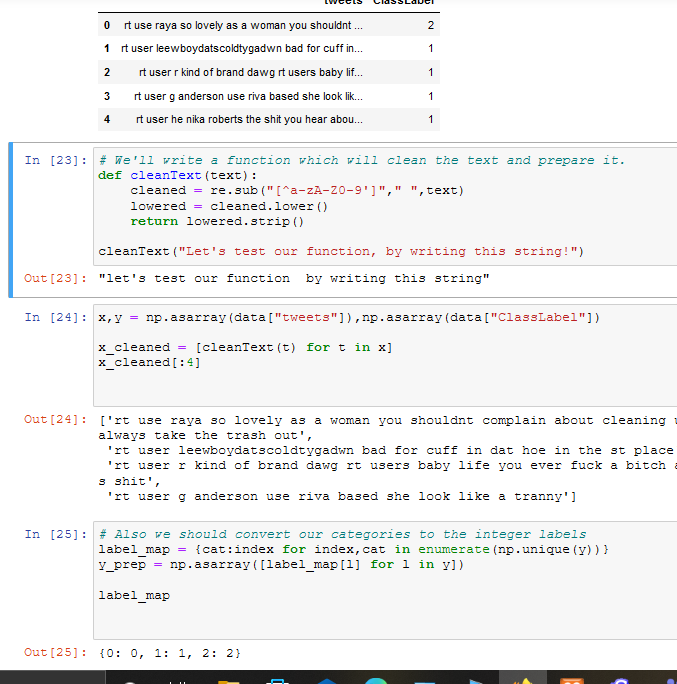 tweets ClassLabel
0 rt use raya so lovely as a woman you shouldnt ... 2
1 rt user leewboydatscoldtygadwn bad for cuff in... 1
2 rt user r kind of brand dawg rt users baby lif... 1
3 rt user g anderson use riva based she look lik... 1
4 rt user he nika roberts the shit you hear abou... 1
In [23]: # We'll write a function which will clean the text and prepare it.
def cleanText(text):
cleaned = re.sub("[^a-zA-Z0-9']"," ",text)
lowered = cleaned.lower()
return lowered.strip()
cleanText("Let's test our function, by writing this string!")
Out[23]: "let's test our function  by writing this string"
In [24]: x,y = np.asarray(data["tweets"]),np.asarray(data["ClassLabel"])
x_cleaned = [cleanText(t) for t in x]
x_cleaned[:4]
Out[24]: ['rt use raya so lovely as a woman you shouldnt complain about cleaning
always take the trash out',
'rt user leewboydatscoldtygadwn bad for cuff in dat hoe in the st place
'rt user r kind of brand dawg rt users baby life you ever fuck a bitch
s shit',
'rt user g anderson use riva based she look like a tranny']
In [25]: # Also we should convert our categories to the integer labels
label_map = {cat:index for index,cat in enumerate(np.unique(y))}
y_prep = np.asarray([label_map[l] for l in y])
label_map
Out[25]: {0: 0, 1: 1, 2: 2}